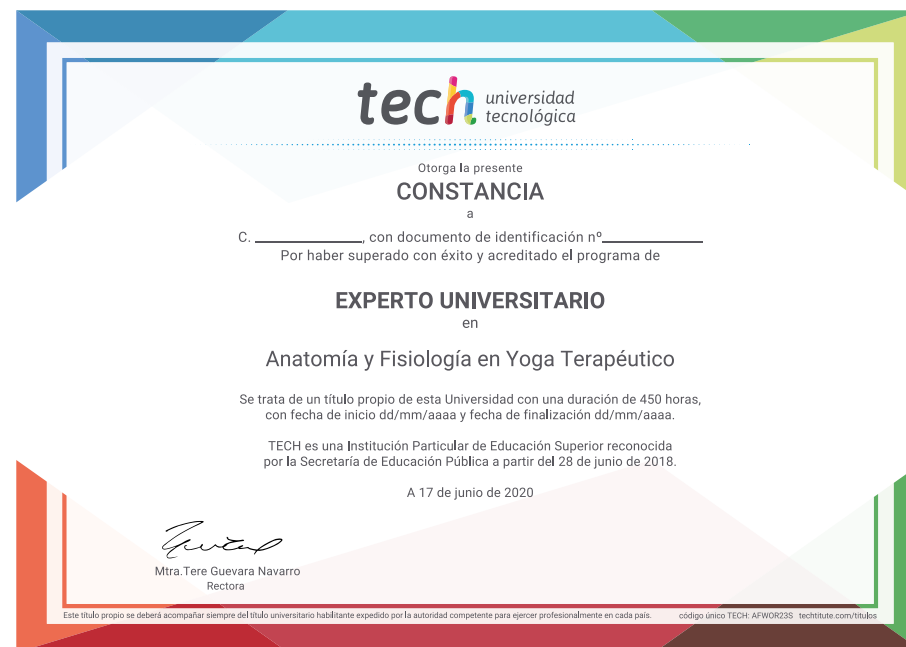 tech universidad
tecnológica
Otorga la presente
CONSTANCIA
a
C. ____________, con documento de identificación nº____________
Por haber superado con éxito y acreditado el programa de
EXPERTO UNIVERSITARIO
en
Anatomía y Fisiología en Yoga Terapéutico
Se trata de un título propio de esta Universidad con una duración de 450 horas,
con fecha de inicio dd/mm/aaaa y fecha de finalización dd/mm/aaaa.
TECH es una Institución Particular de Educación Superior reconocida
por la Secretaría de Educación Pública a partir del 28 de junio de 2018.
A 17 de junio de 2020
Mtra.Tere Guevara Navarro
Rectora
Este título propio se deberá acompañar siempre del título universitario habilitante expedido por la autoridad competente para ejercer profesionalmente en cada país. código único TECH: AFWOR23S techtitute.com/titulos